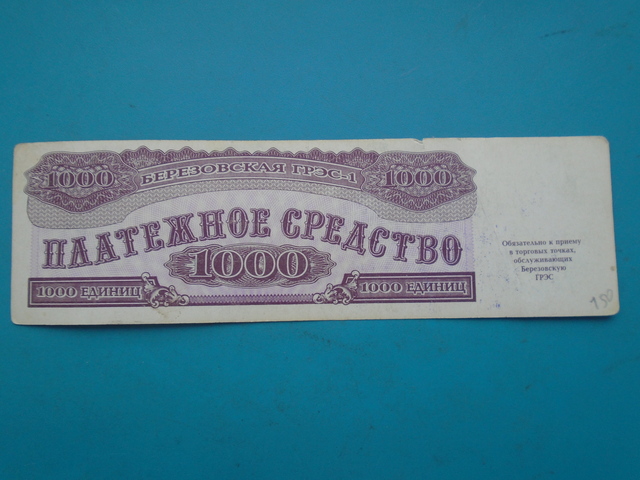 1000 БЕРЕЗОВСКАЯ ГРЭС-1 1000
ПЛАТЕЖНОЕ СРЕДСТВО
1000
1000 ЕДИНИЦ 1000 ЕДИНИЦ
Обязательно к приему
в торговых точках,
обслуживающих
Березовскую
ГРЭС
150